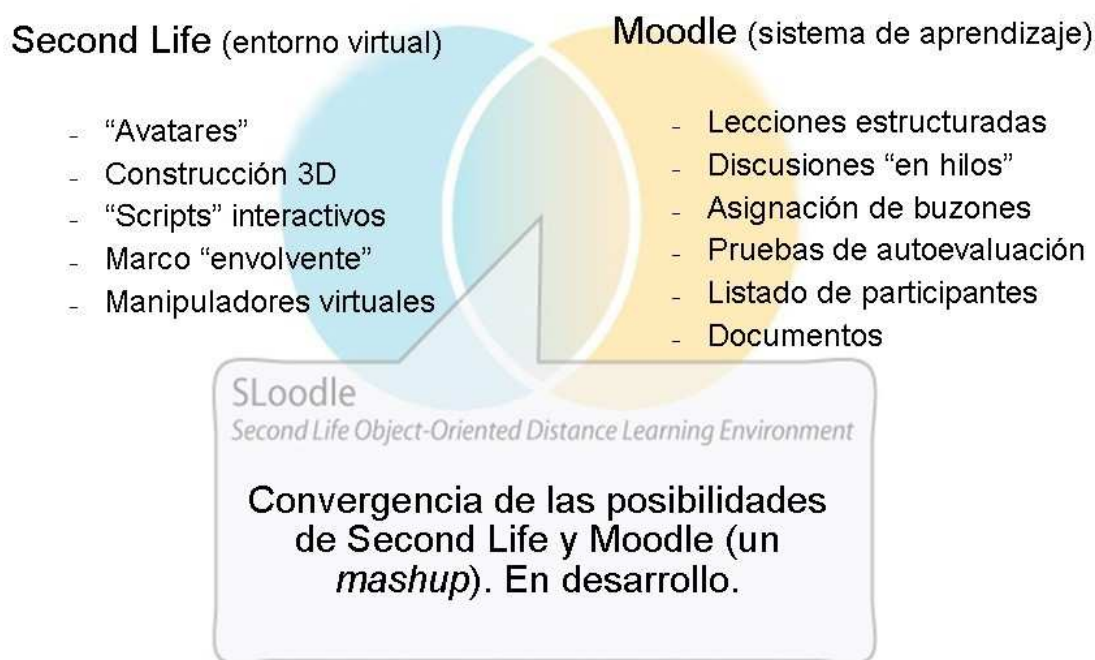 Second Life (entorno virtual)
- “Avatares”
- Construcción 3D
- “Scripts” interactivos
- Marco “envolvente”
- Manipuladores virtuales
Moodle (sistema de aprendizaje)
- Lecciones estructuradas
- Discusiones “en hilos”
- Asignación de buzones
- Pruebas de autoevaluación
- Listado de participantes
- Documentos
SLoodle
Second Life Object-Oriented Distance Learning Environment
Convergencia de las posibilidades
de Second Life y Moodle (un
mashup). En desarrollo.